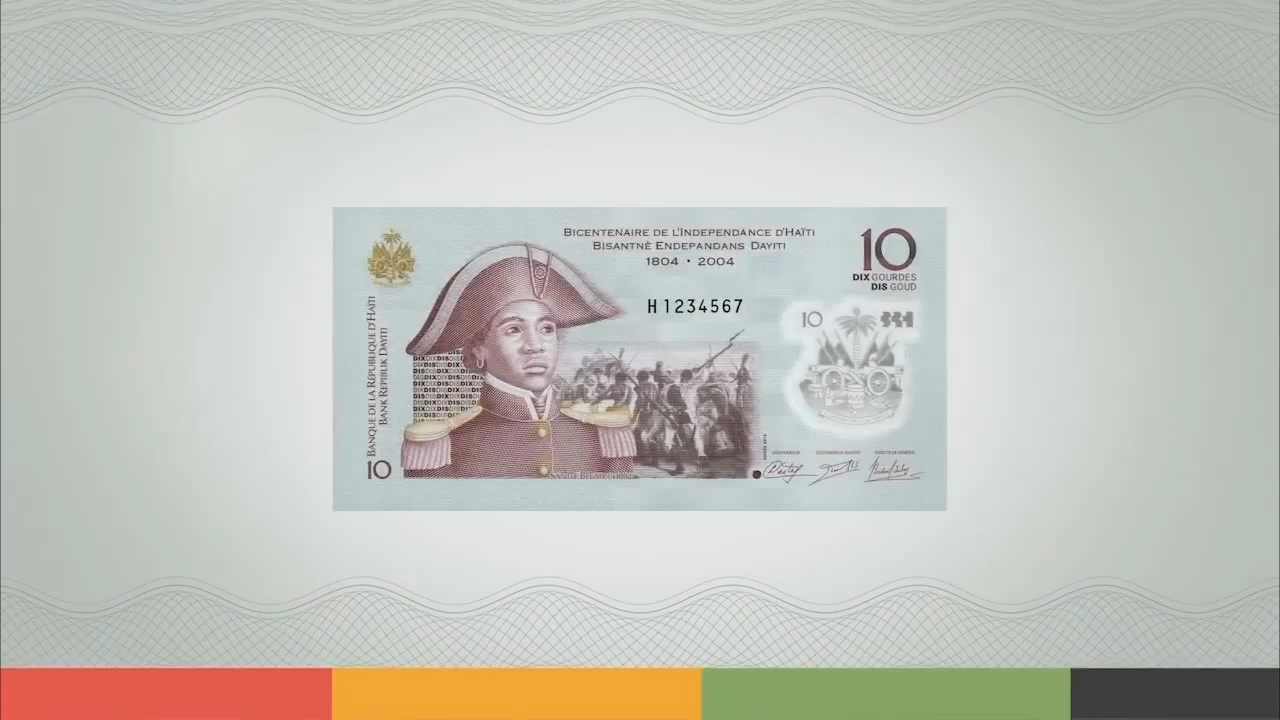 BICENTENAIRE DE L'INDEPENDANCE D'HAÏTI
BISANTNÈ ENDEPANDANS DAYITI
1804 • 2004
10
DIX GOURDES
DIS GOUD
H1234567
10
BANQUE DE LA RÉPUBLIQUE D'HAÏTI
BANK REPIBLIK DAYITI
10